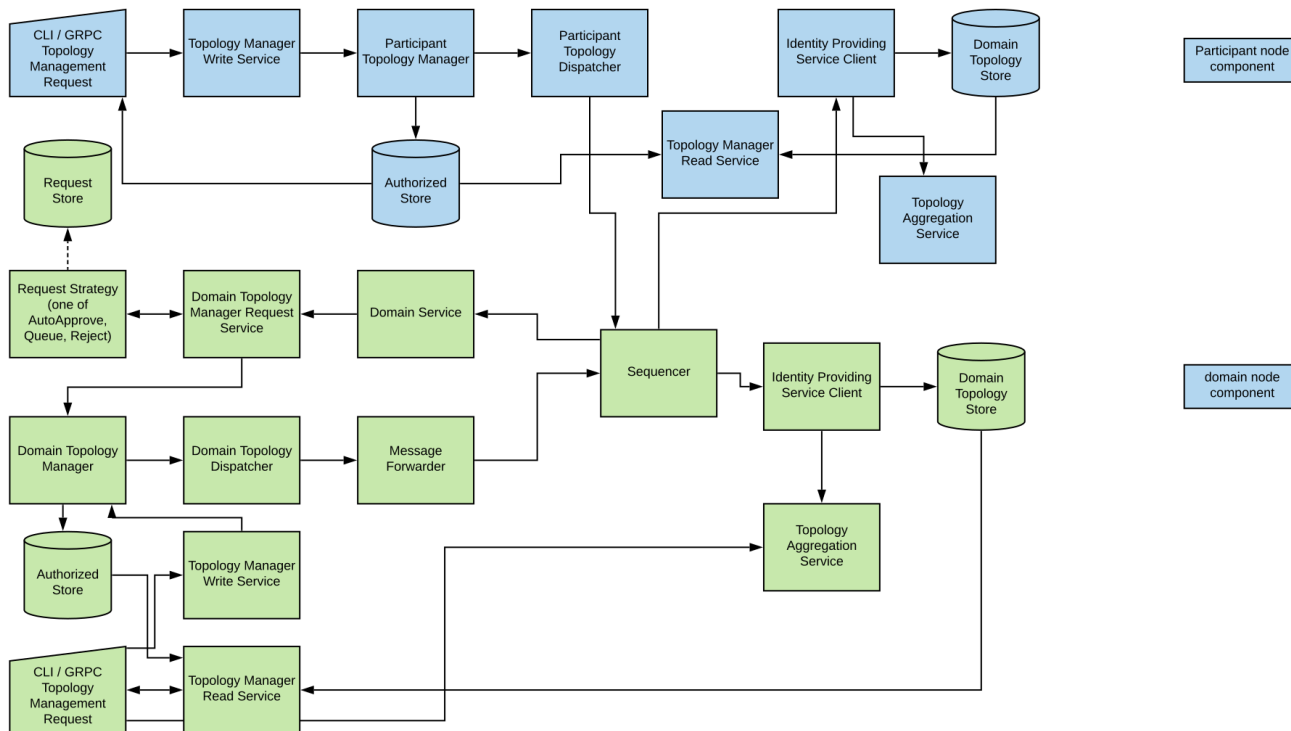 CLI / GRPC
Topology
Management
Request
Topology Manager
Write Service
Participant
Topology Manager
Participant
Topology
Dispatcher
Identity Providing
Service Client
Domain
Topology
Store
Participant node
component
Request
Store
Authorized
Store
Topology Manager
Read Service
Topology
Aggregation
Service
Request Strategy
(one of
AutoApprove,
Queue, Reject)
Domain Topology
Manager Request
Service
Domain Service
Sequencer
Identity Providing
Service Client
Domain
Topology
Store
domain node
component
Domain Topology
Manager
Domain Topology
Dispatcher
Message
Forwarder
Authorized
Store
Topology Manager
Write Service
Topology
Aggregation
Service
CLI / GRPC
Topology
Management
Request
Topology Manager
Read Service